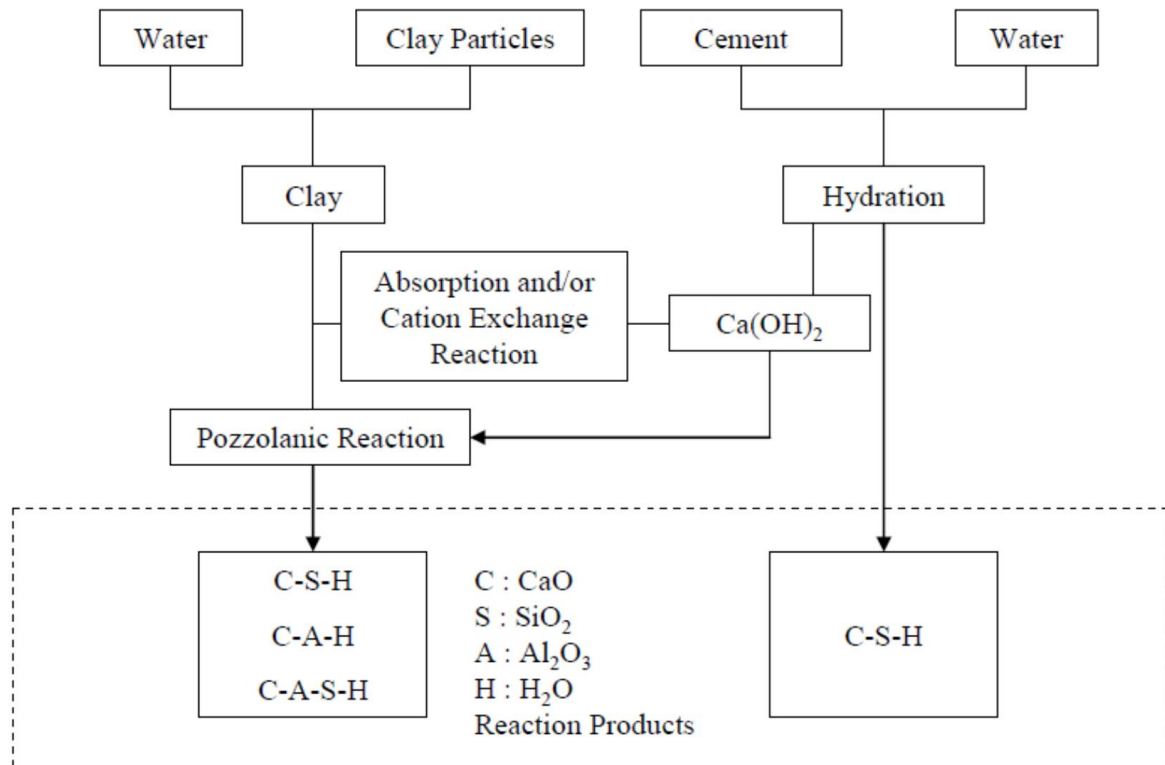 Water
Clay Particles
Cement
Water
Clay
Hydration
Absorption and/or
Cation Exchange
Reaction
Ca(OH)₂
Pozzolanic Reaction
C-S-H
C-A-H
C-A-S-H
C : CaO
S : SiO₂
A : Al₂O₃
H : H₂O
Reaction Products
C-S-H